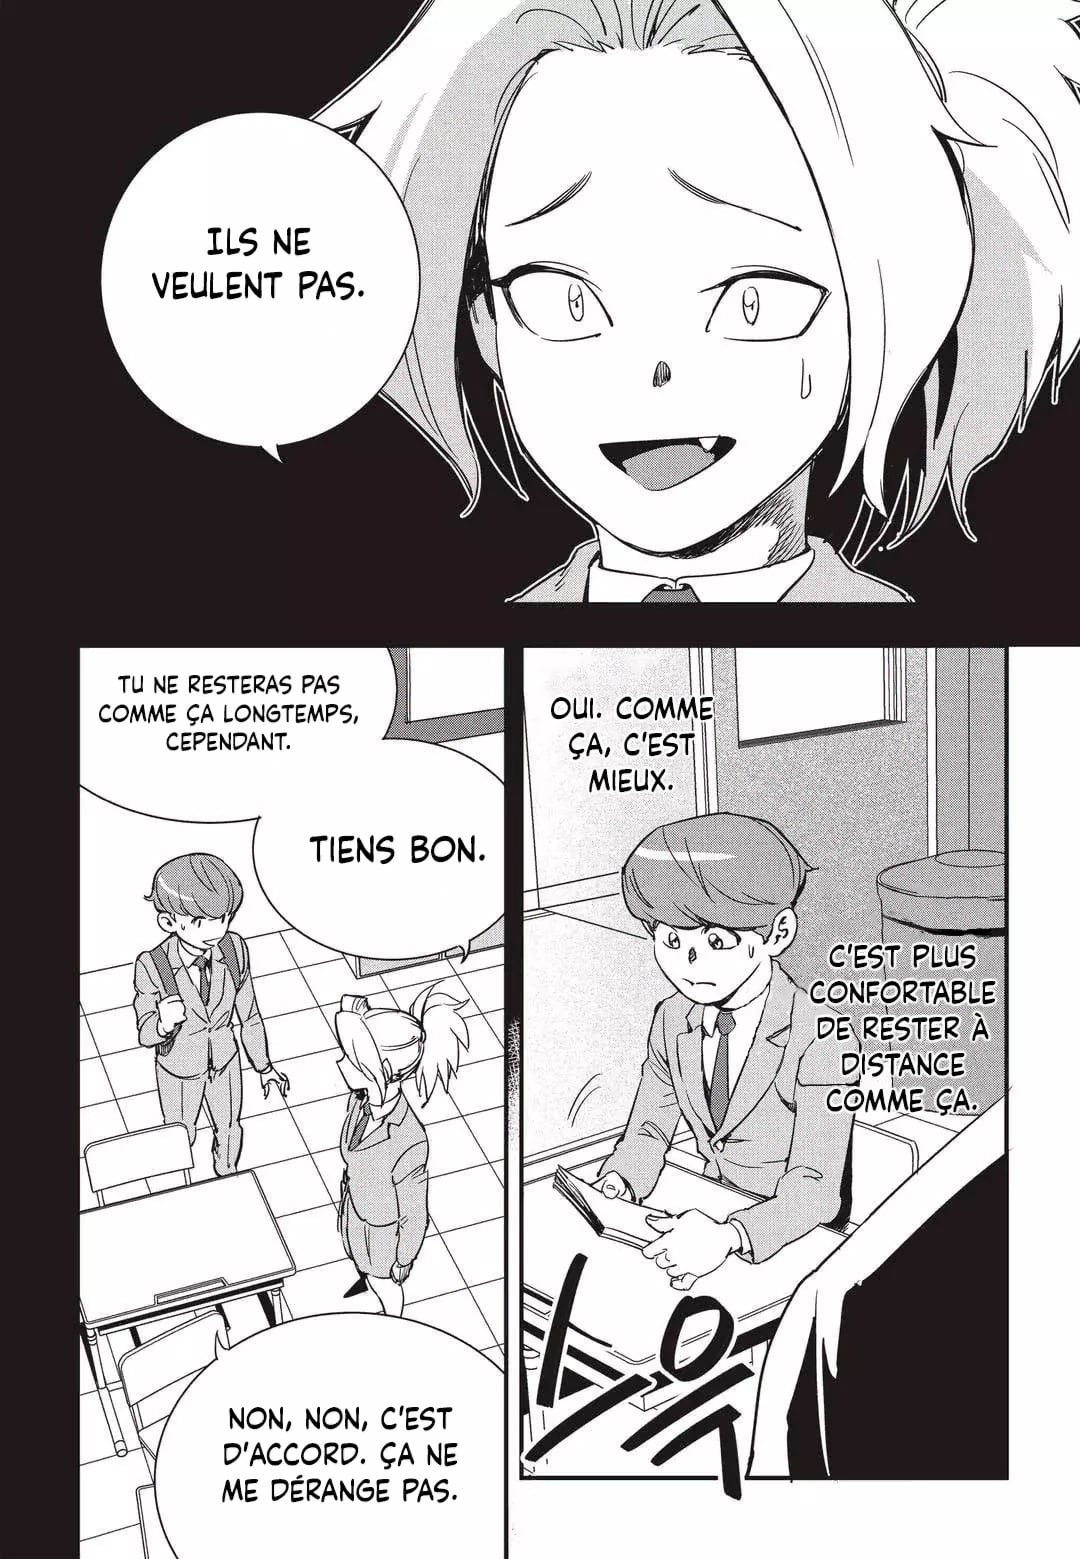 ILS NE
VEULENT PAS.
TU NE RESTERAS PAS
COMME ÇA LONGTEMPS,
CEPENDANT.
TIENS BON.
NON, NON, C'EST
D'ACCORD. ÇA NE
ME DÉRANGE PAS.
OUI. COMME
ÇA, C'EST
MIEUX.
C'EST PLUS
CONFORTABLE
DE RESTER À
DISTANCE
COMME ÇA.